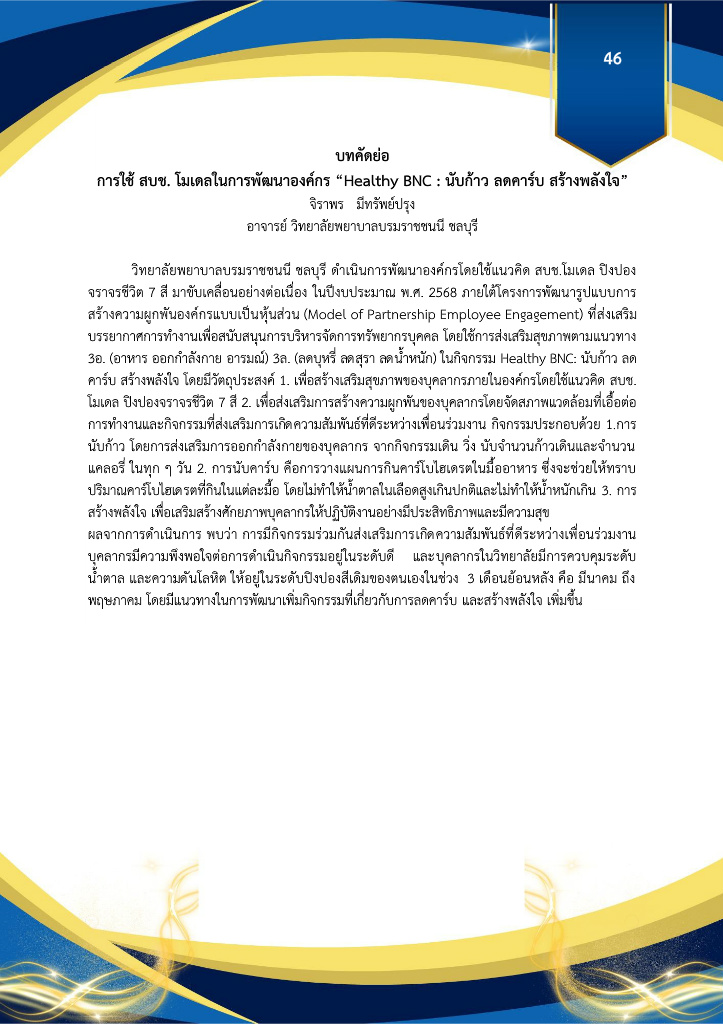 46
บทคัดย่อ
การใช้ สบช. โมเดลในการพัฒนาองค์กร “Healthy BNC : นับก้าว ลดคาร์บ สร้างพลังใจ”
จิราพร มีทรัพย์ปรุง
อาจารย์ วิทยาลัยพยาบาลบรมราชชนนี ชลบุรี
วิทยาลัยพยาบาลบรมราชชนนี ชลบุรี ดำเนินการพัฒนาองค์กรโดยใช้แนวคิด สบช.โมเดล ปิงปอง
จราจรชีวิต 7 สี มาขับเคลื่อนอย่างต่อเนื่อง ในปีงบประมาณ พ.ศ. 2568 ภายใต้โครงการพัฒนารูปแบบการ
สร้างความผูกพันองค์กรแบบเป็นหุ้นส่วน (Model of Partnership Employee Engagement) ที่ส่งเสริม
บรรยากาศการทำงานเพื่อสนับสนุนการบริหารจัดการทรัพยากรบุคคล โดยใช้การส่งเสริมสุขภาพตามแนวทาง
3อ. (อาหาร ออกกำลังกาย อารมณ์) 3ล. (ลดบุหรี่ ลดสุรา ลดน้ำหนัก) ในกิจกรรม Healthy BNC: นับก้าว ลด
คาร์บ สร้างพลังใจ โดยมีวัตถุประสงค์ 1. เพื่อสร้างเสริมสุขภาพของบุคลากรภายในองค์กรโดยใช้แนวคิด สบช.
โมเดล ปิงปองจราจรชีวิต 7 สี 2. เพื่อส่งเสริมการสร้างความผูกพันของบุคลากรโดยจัดสภาพแวดล้อมที่เอื้อต่อ
การทำงานและกิจกรรมที่ส่งเสริมการเกิดความสัมพันธ์ที่ดีระหว่างเพื่อนร่วมงาน กิจกรรมประกอบด้วย 1.การ
นับก้าว โดยการส่งเสริมการออกกำลังกายของบุคลากร จากกิจกรรมเดิน วิ่ง นับจำนวนก้าวเดินและจำนวน
แคลอรี่ ในทุก ๆ วัน 2. การนับคาร์บ คือการวางแผนการกินคาร์โบไฮเดรตในมื้ออาหาร ซึ่งจะช่วยให้ทราบ
ปริมาณคาร์โบไฮเดรตที่กินในแต่ละมื้อ โดยไม่ทำให้น้ำตาลในเลือดสูงเกินปกติและไม่ทำให้น้ำหนักเกิน 3. การ
สร้างพลังใจ เพื่อเสริมสร้างศักยภาพบุคลากรให้ปฏิบัติงานอย่างมีประสิทธิภาพและมีความสุข
ผลจากการดำเนินการ พบว่า การมีกิจกรรมร่วมกันส่งเสริมการเกิดความสัมพันธ์ที่ดีระหว่างเพื่อนร่วมงาน
บุคลากรมีความพึงพอใจต่อการดำเนินกิจกรรมอยู่ในระดับดี และบุคลากรในวิทยาลัยมีการควบคุมระดับ
น้ำตาล และความดันโลหิต ให้อยู่ในระดับปิงปองสีเดิมของตนเองในช่วง 3 เดือนย้อนหลัง คือ มีนาคม ถึง
พฤษภาคม โดยมีแนวทางในการพัฒนาเพิ่มกิจกรรมที่เกี่ยวกับการลดคาร์บ และสร้างพลังใจ เพิ่มขึ้น